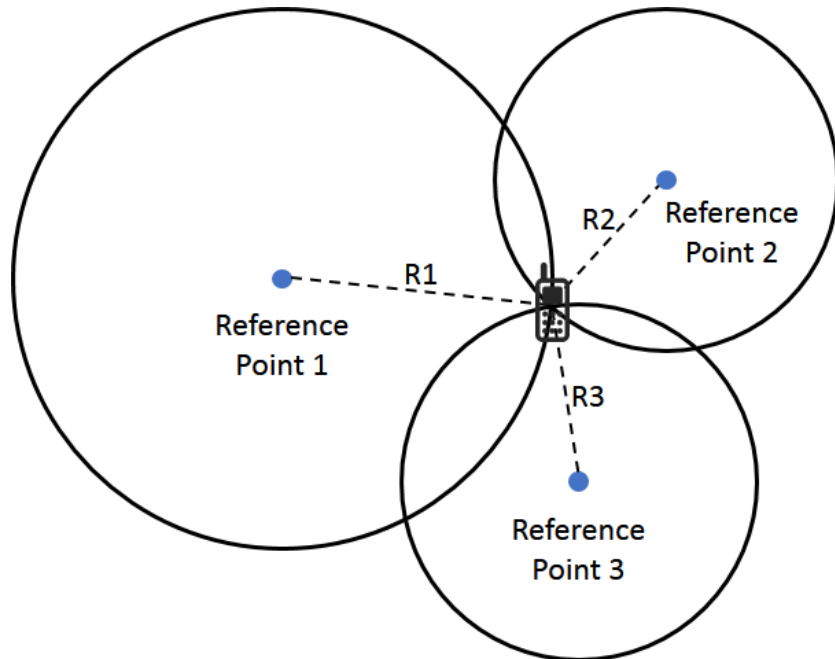 R1
Reference
Point 1
R2
Reference
Point 2
R3
Reference
Point 3